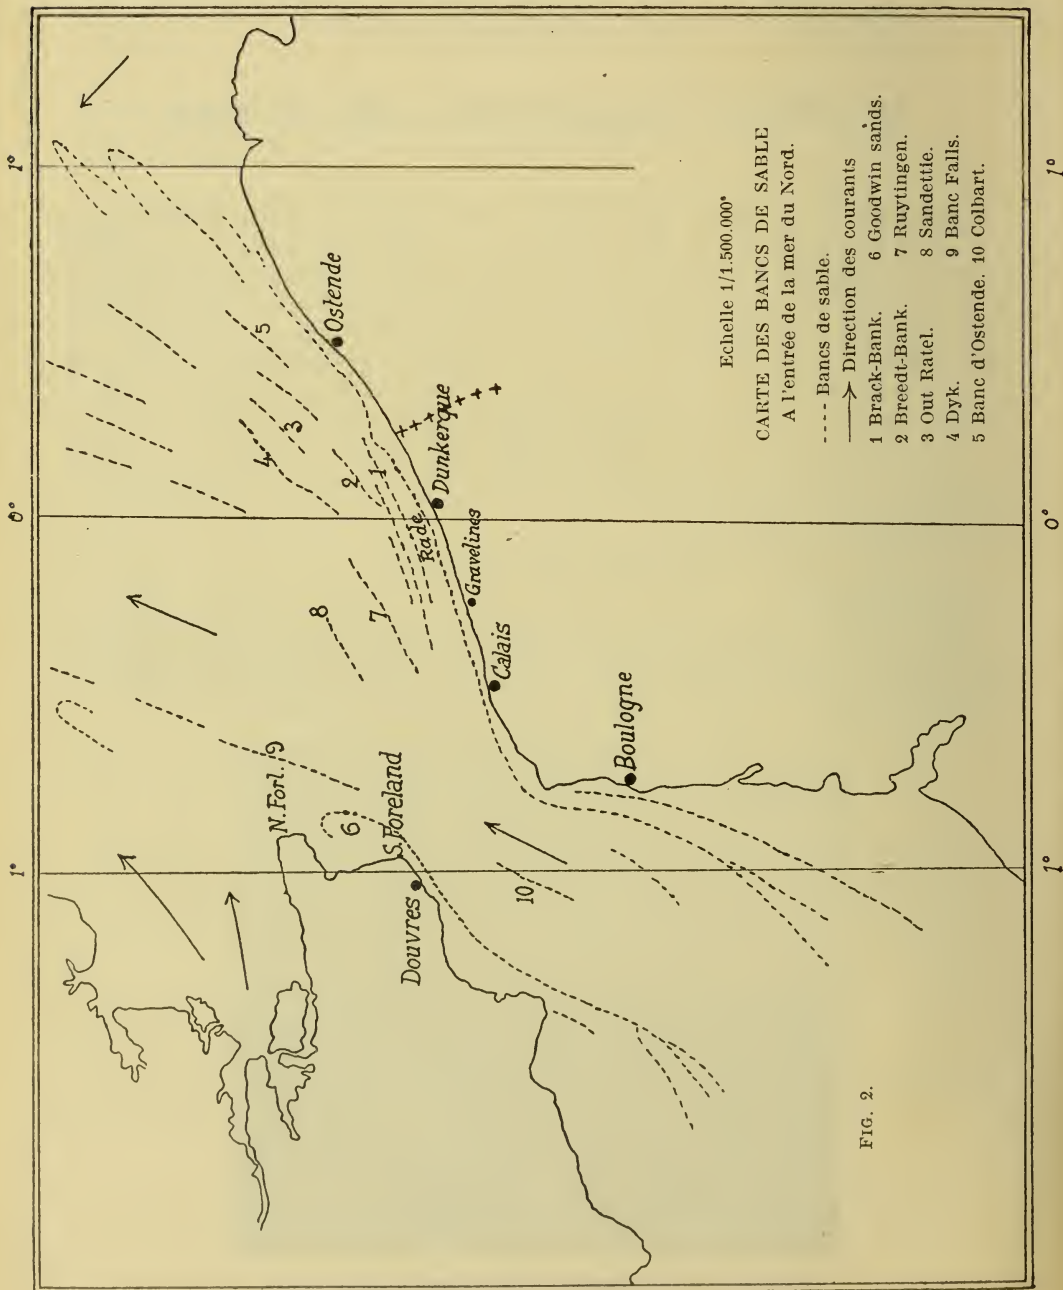 1° 0° 1°
N. Forl.
9
6
S. Foreland
Douvres
10
8
7
4
3
5
2
1
Rade
Ostende
Dunkerque
Gravelines
Calais
Boulogne
Echelle 1/1.500.000ᵉ
CARTE DES BANCS DE SABLE
A l'entrée de la mer du Nord.
---- Bancs de sable.
⟶ Direction des courants
1 Brack-Bank. 6 Goodwin sands.
2 Breedt-Bank. 7 Ruytingen.
3 Out Ratel. 8 Sandettie.
4 Dyk. 9 Banc Falls.
5 Banc d'Ostende. 10 Colbart.
FIG. 2.
1° 0° 1°